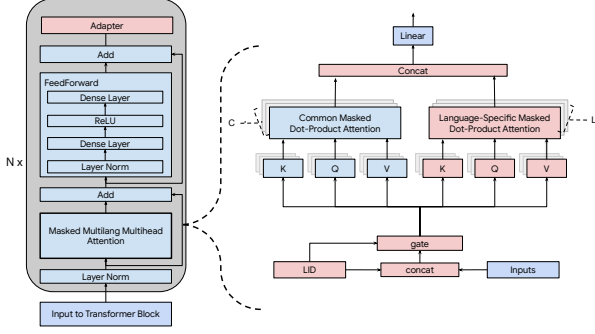 Adapter
Add
FeedForward
Dense Layer
ReLU
Dense Layer
Layer Norm
N x
Add
Masked Multilang Multihead
Attention
Layer Norm
Input to Transformer Block
Linear
Concat
C
Common Masked
Dot-Product Attention
Language-Specific Masked
Dot-Product Attention
L
K
Q
V
K
Q
V
gate
LID
concat
Inputs